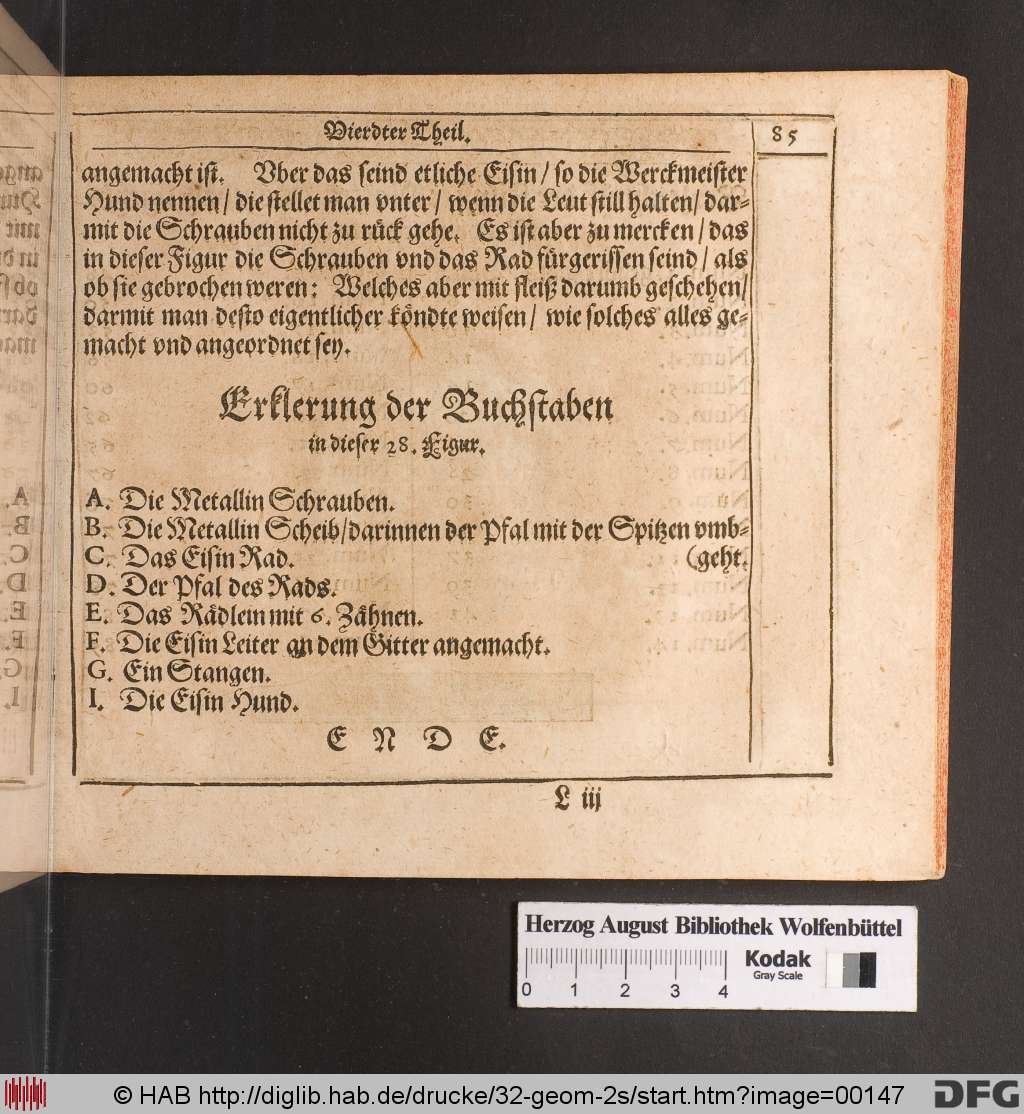 Vierdter Theil. 85
angemacht ist. Vber das seind etliche Eisin / so die Werckmeister
Hund nennen / die stellet man vnter / wenn die Leut still halten / dar-
mit die Schrauben nicht zu rück gehe. Es ist aber zu mercken / das
in dieser Figur die Schrauben vnd das Rad fürgerissen seind / als
ob sie gebrochen weren: Welches aber mit fleiß darumb geschehen /
darmit man desto eigentlicher köndte weisen / wie solches alles ge-
macht vnd angeordnet sey.
Erklerung der Buchstaben
in dieser 28. Figur.
A. Die Metallin Schrauben.
B. Die Metallin Scheib / darinnen der Pfal mit der Spitzen vmb-
C. Das Eisin Rad. (geht.
D. Der Pfal des Rads.
E. Das Rädlein mit 6. Zähnen.
F. Die Eisin Leiter an dem Gitter angemacht.
G. Ein Stangen.
I. Die Eisin Hund.
E N D E.
L iij
Herzog August Bibliothek Wolfenbüttel
Kodak
Gray Scale
0 1 2 3 4
© HAB http://diglib.hab.de/drucke/32-geom-2s/start.htm?image=00147 DFG